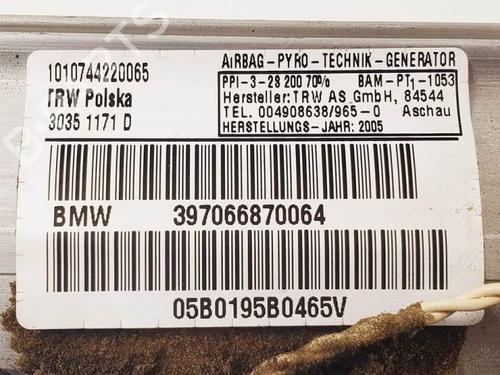 1010744220065
TRW Polska
3035 1171 D
AIRBAG-PYRO-TECHNIK-GENERATOR
PPI-3-28 200 70% BAM-PT1-1053
Hersteller: TRW AS GmbH, 84544
TEL. 004908638/965-0 Aschau
HERSTELLUNGS-JAHR: 2005
BMW 397066870064
05B0195B0465V